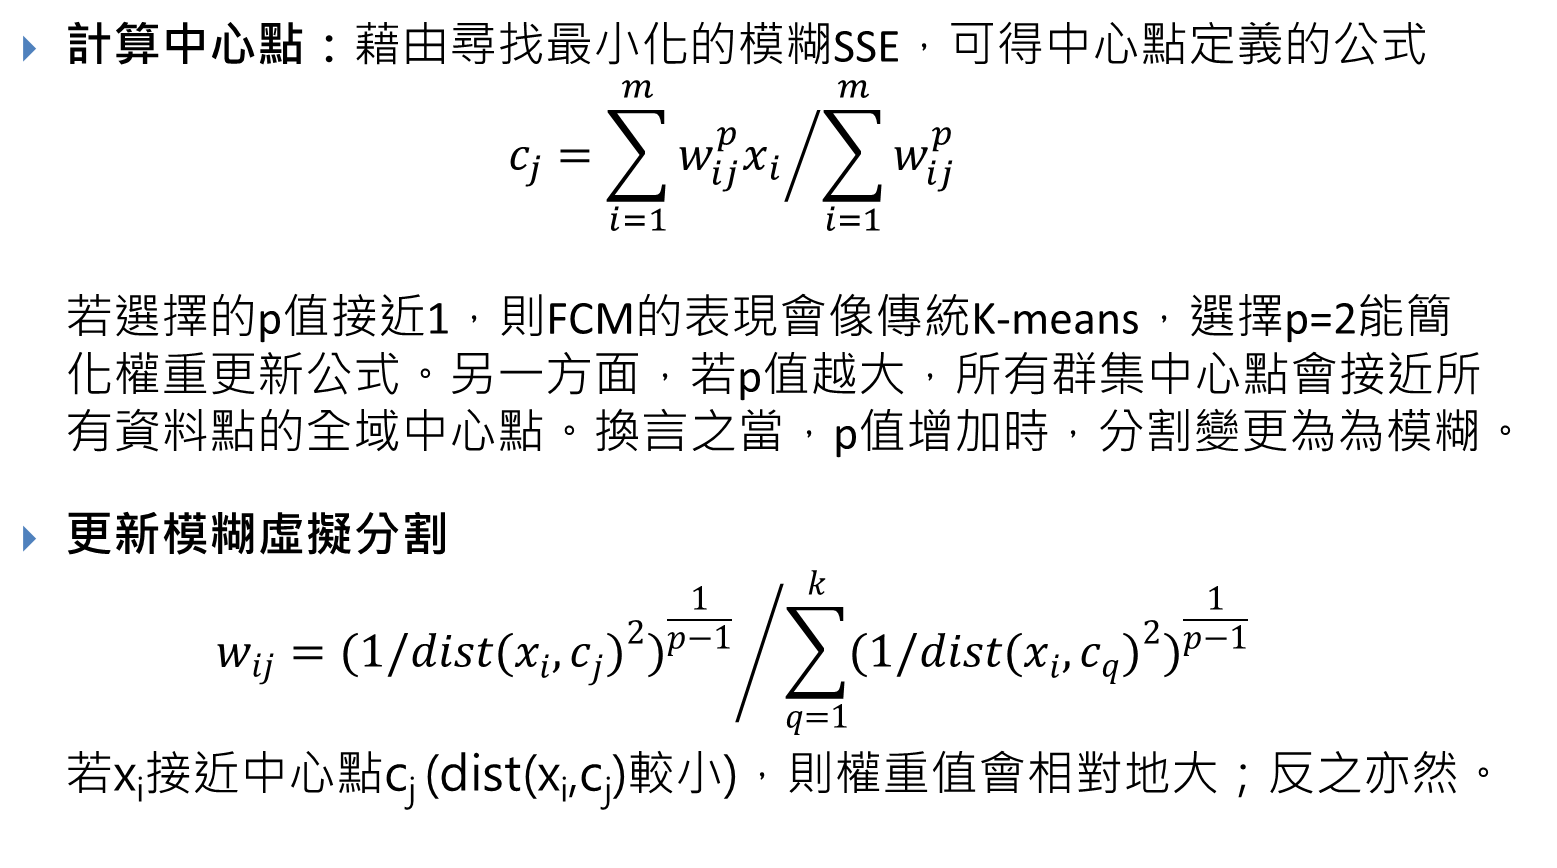 計算中心點：藉由尋找最小化的模糊SSE，可得中心點定義的公式
$c_j = \sum_{i=1}^{m} w_{ij}^{p} x_i \Big/ \sum_{i=1}^{m} w_{ij}^{p}$
若選擇的p值接近1，則FCM的表現會像傳統K-means，選擇p=2能簡
化權重更新公式。另一方面，若p值越大，所有群集中心點會接近所
有資料點的全域中心點。換言之當，p值增加時，分割變更為為模糊。
更新模糊虛擬分割
$w_{ij} = (1/dist(x_i, c_j)^2)^{\frac{1}{p-1}} \Big/ \sum_{q=1}^{k} (1/dist(x_i, c_q)^2)^{\frac{1}{p-1}}$
若x_i接近中心點c_j (dist(x_i,c_j)較小)，則權重值會相對地大；反之亦然。